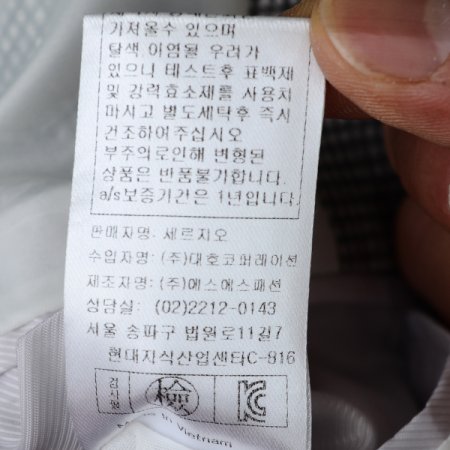 가져올수 있으며
탈색 이염될 우려가
있으니 테스트후 표백제
및 강력효소제를 사용치
마시고 별도세탁후 즉시
건조하여주십시오
부주의로인해 변형된
상품은 반품불가합니다
a/s보증기간은 1년입니다
판매자명: 세르지오
수입자명: (주)대호코퍼레이션
제조자명: (주)에스에스패션
상담실: (02)2212-0143
서울 송파구 법원로11길7
현대지식산업센타C-816
검사필 檢 KC
in Vietnam